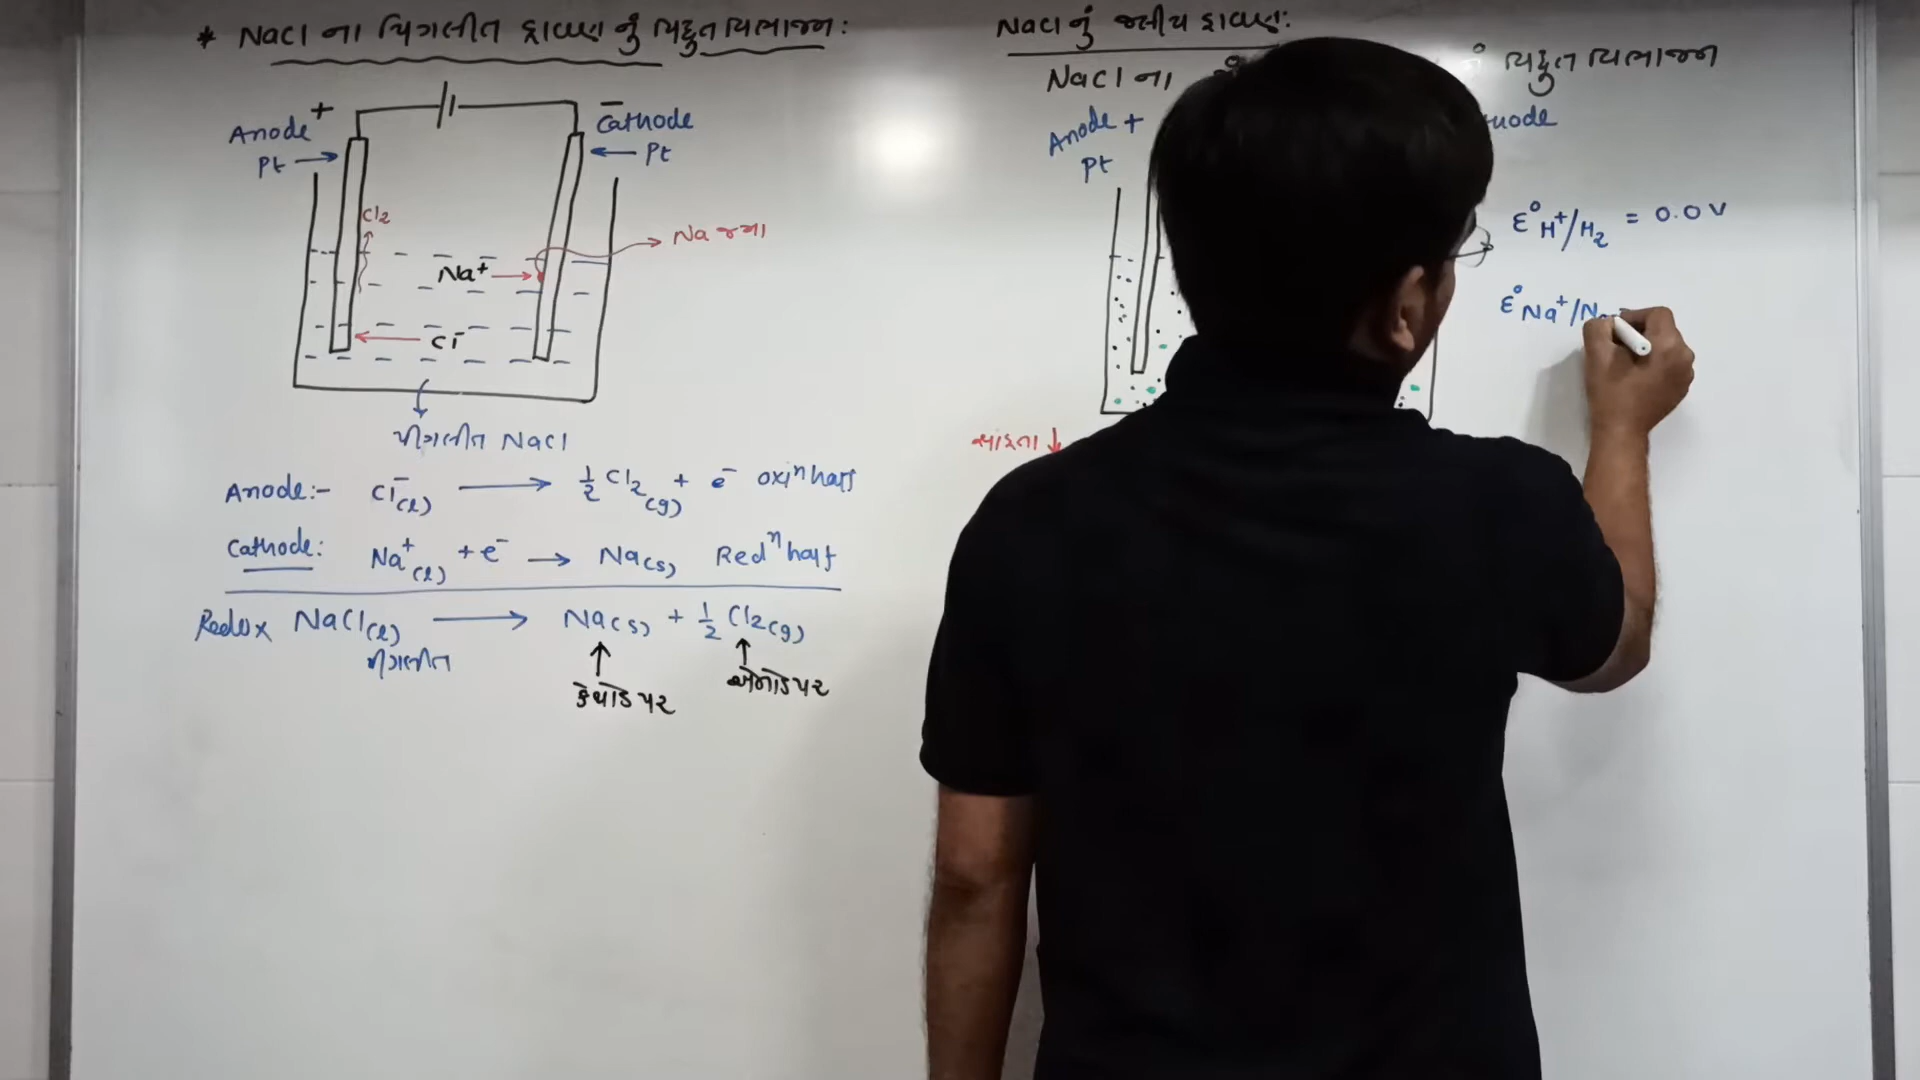 * NaCl ના પિગલીત દ્રાવણ નું વિદ્યુત વિભાજન :
Anode +
Pt →
− Cathode
← Pt
Cl2
Na+ →
Na જમા
← Cl−
પીગલીત NaCl
Anode:- Cl−(l) → 1/2 Cl2(g) + e− oxin half
Cathode: Na+(l) + e− → Na(s) Redn half
Redox NaCl(l) → Na(s) + 1/2 Cl2(g)
પીગલીત
↑ ↑
કેથોડ પર એનોડ પર
NaCl નું જલીય દ્રાવણ:
NaCl ના
વિદ્યુત વિભાજન
Anode +
Pt
સાંદ્રતા ↓
E°H+/H2 = 0.0 V
E°Na+/Na =